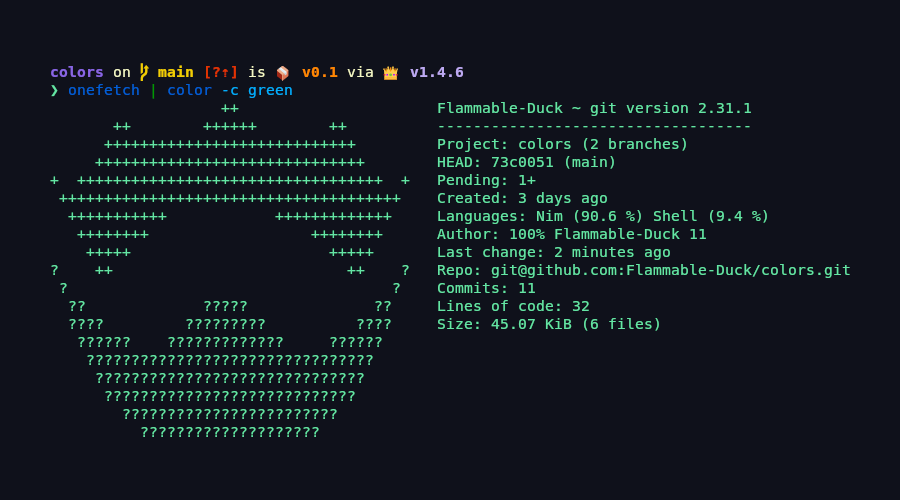 colors on main [?↑] is 📦 v0.1 via 👑 v1.4.6
❯ onefetch | color -c green
                   ++                      Flammable-Duck ~ git version 2.31.1
       ++        ++++++        ++          -----------------------------------
      ++++++++++++++++++++++++++++         Project: colors (2 branches)
     ++++++++++++++++++++++++++++++        HEAD: 73c0051 (main)
+  ++++++++++++++++++++++++++++++++++  +   Pending: 1+
 ++++++++++++++++++++++++++++++++++++++    Created: 3 days ago
  +++++++++++            +++++++++++++     Languages: Nim (90.6 %) Shell (9.4 %)
   ++++++++                  ++++++++      Author: 100% Flammable-Duck 11
    +++++                      +++++       Last change: 2 minutes ago
?    ++                          ++    ?   Repo: git@github.com:Flammable-Duck/colors.git
 ?                                    ?    Commits: 11
  ??             ?????              ??     Lines of code: 32
  ????         ?????????          ????     Size: 45.07 KiB (6 files)
   ??????    ?????????????     ??????
    ????????????????????????????????
     ??????????????????????????????
      ????????????????????????????
        ????????????????????????
          ????????????????????